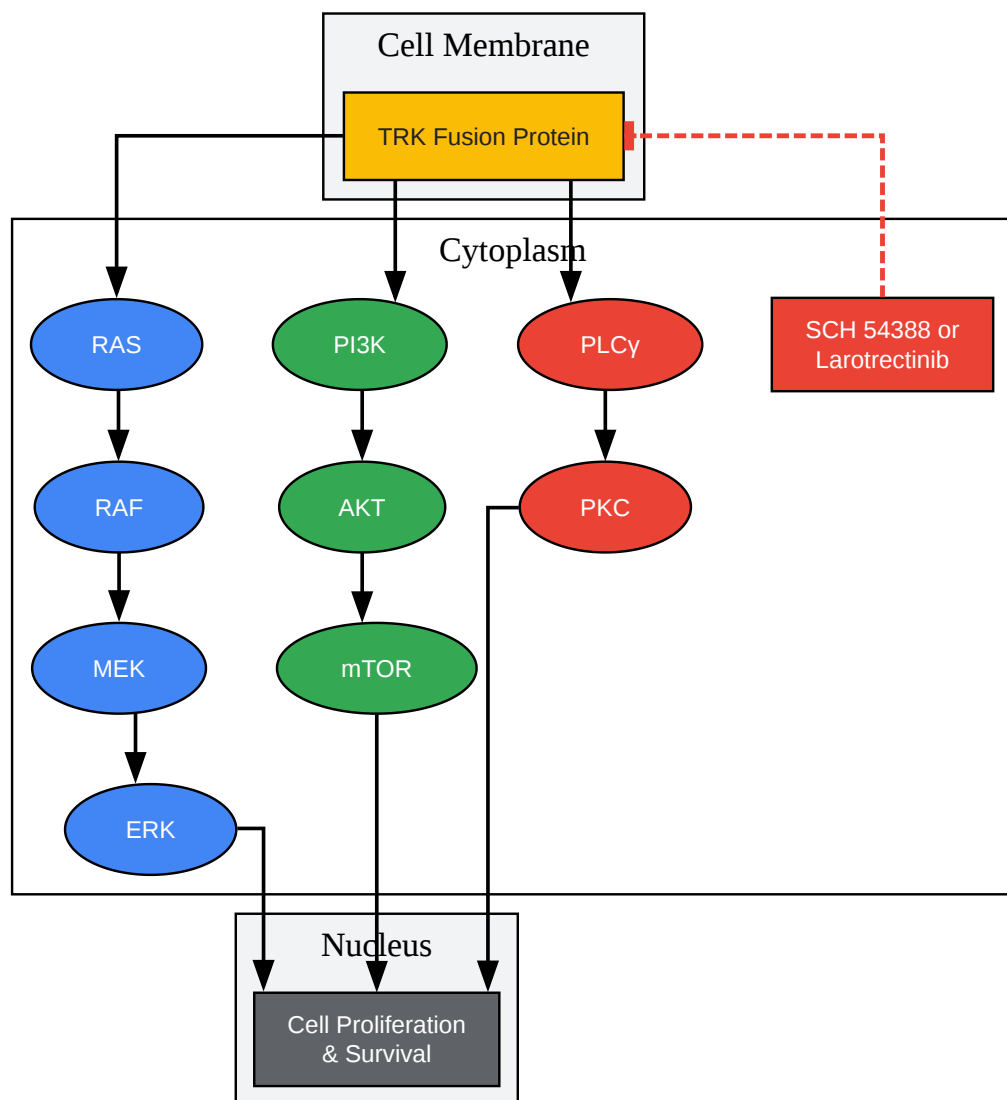 Cell Membrane
TRK Fusion Protein
Cytoplasm
RAS
PI3K
PLCγ
SCH 54388 or
Larotrectinib
RAF
AKT
PKC
MEK
mTOR
ERK
Nucleus
Cell Proliferation
& Survival